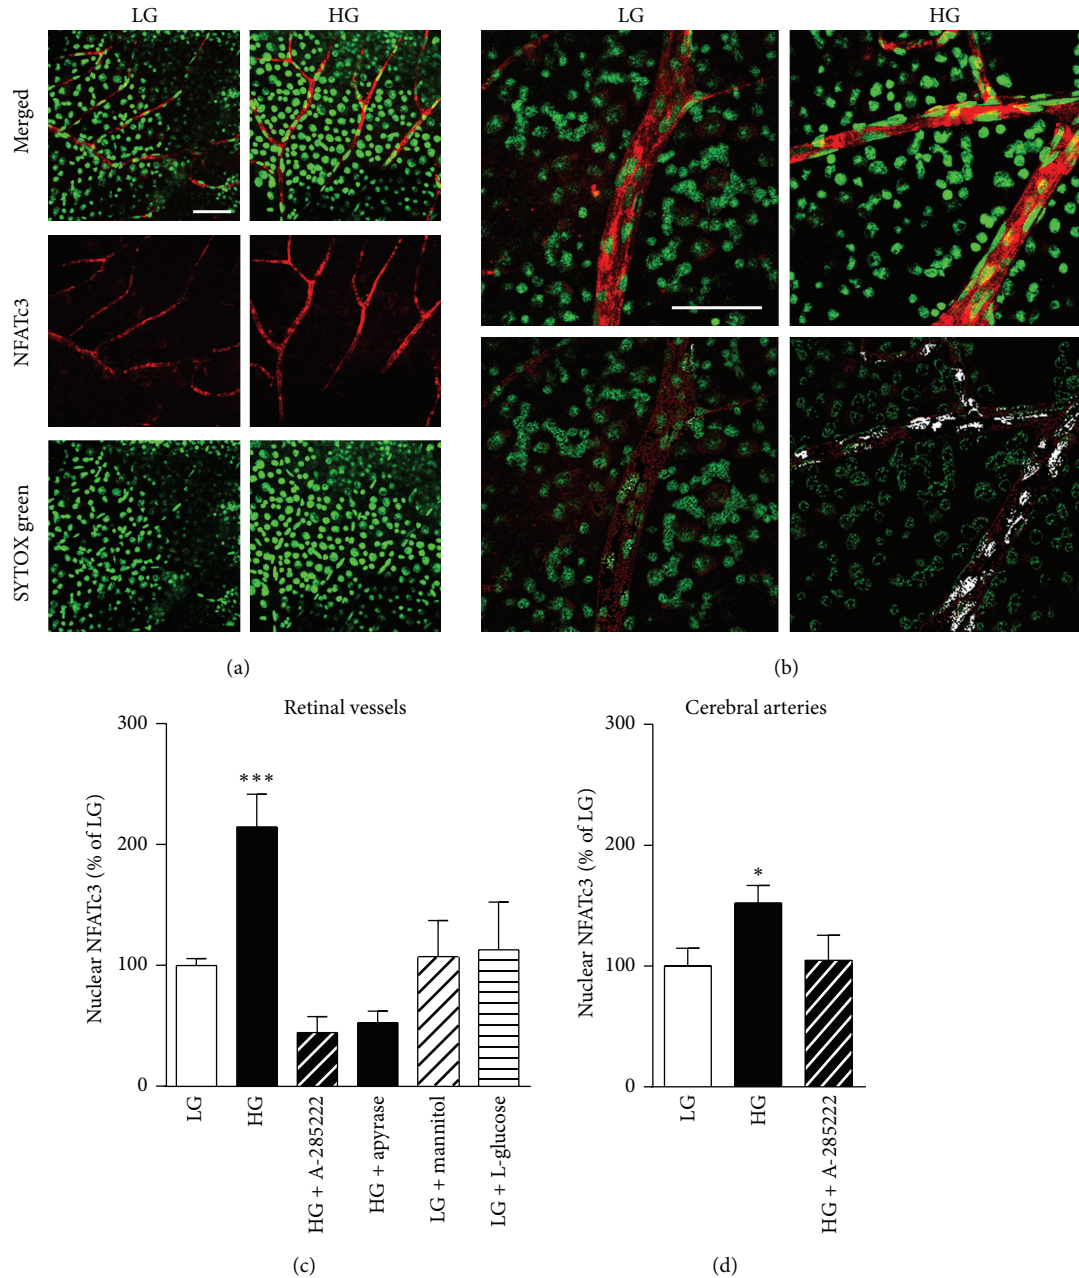 LG
HG
LG
HG
Merged
NFATc3
SYTOX green
(a)
(b)
Retinal vessels
Nuclear NFATc3 (% of LG)
300
200
100
0
***
LG
HG
HG + A-285222
HG + apyrase
LG + mannitol
LG + L-glucose
(c)
Cerebral arteries
Nuclear NFATc3 (% of LG)
300
200
100
0
*
LG
HG
HG + A-285222
(d)